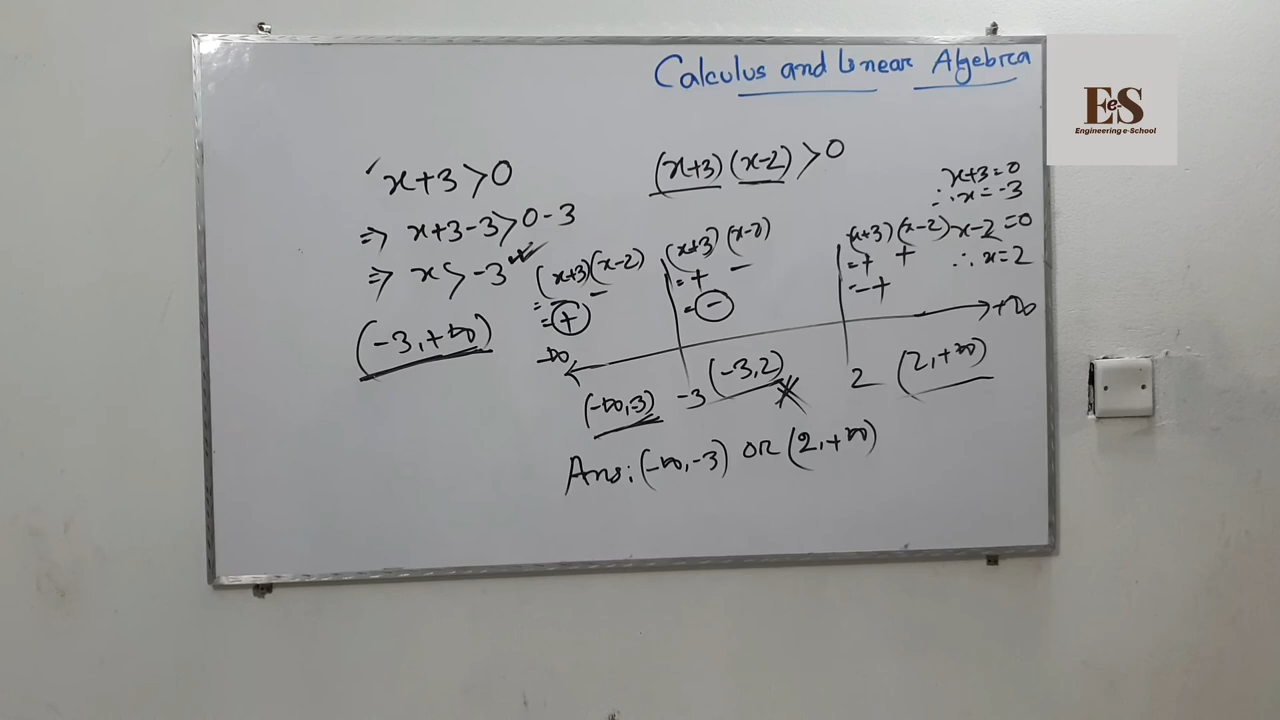 Calculus and Linear Algebra
EeS
Engineering e-School
x+3>0
⇒ x+3-3>0-3
⇒ x>-3
(-3,+∞)
(x+3)(x-2)>0
x+3=0
∴x=-3
x-2=0
∴x=2
(x+3)(x-2)
= - -
=+
(x+3)(x-2)
=+ -
=-
(x+3)(x-2)
=+ +
=+
-∞
+∞
(-∞,-3)
-3
(-3,2)
2
(2,+∞)
Ans:(-∞,-3) OR (2,+∞)